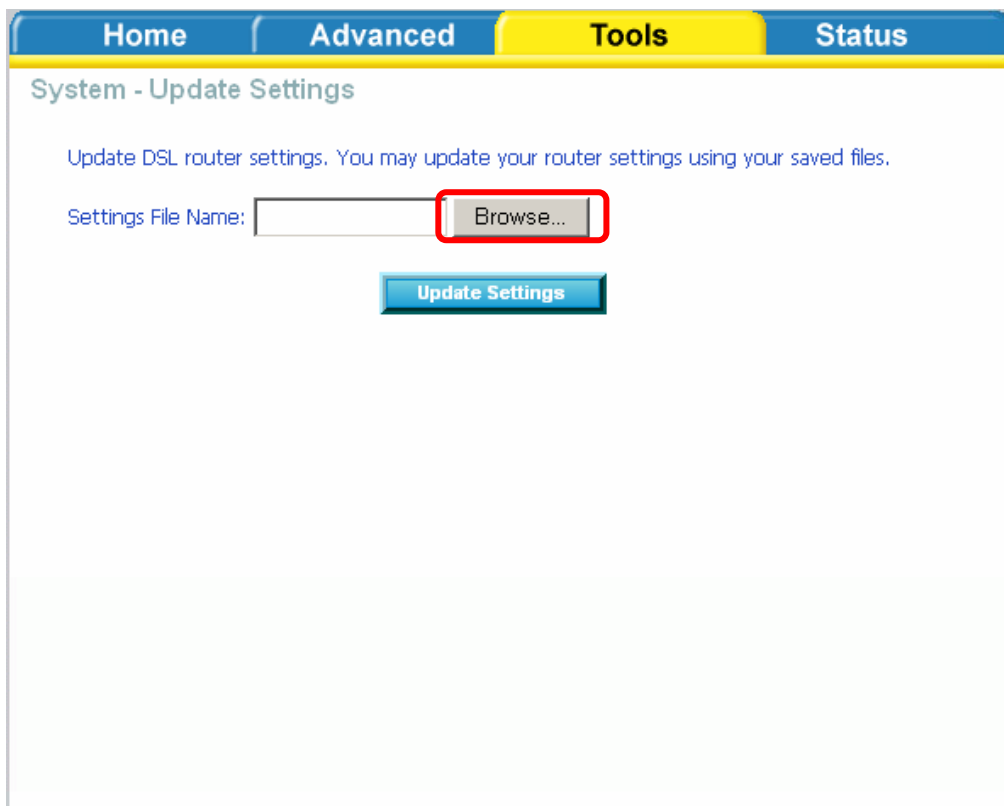 Home Advanced Tools Status
System - Update Settings
Update DSL router settings. You may update your router settings using your saved files.
Settings File Name: Browse...
Update Settings